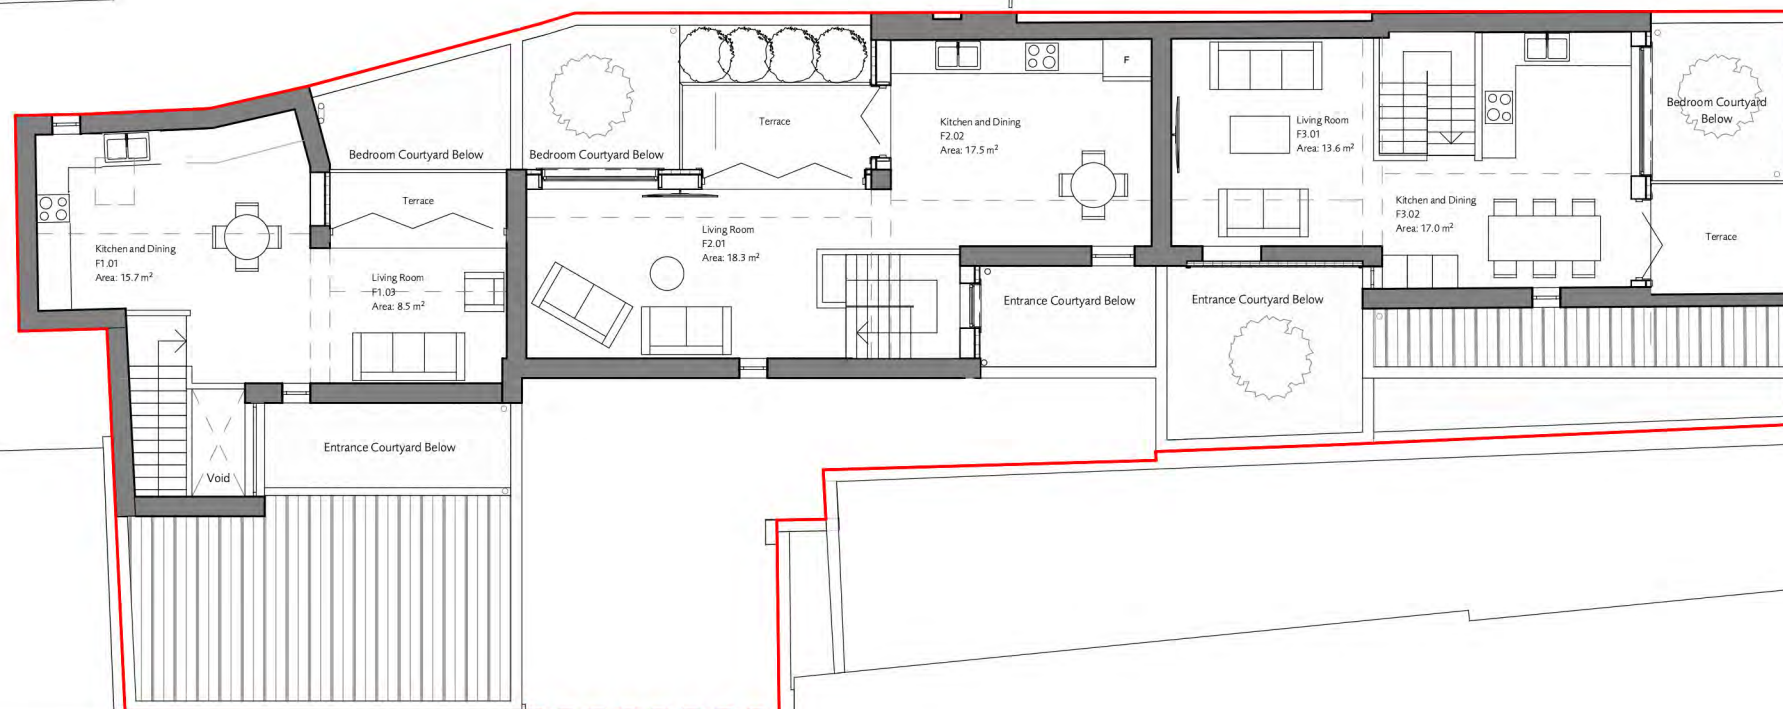 Kitchen and Dining
F1.01
Area: 15.7 m²
Void
Bedroom Courtyard Below
Terrace
Living Room
F1.03
Area: 8.5 m²
Entrance Courtyard Below
Bedroom Courtyard Below
Terrace
Living Room
F2.01
Area: 18.3 m²
Kitchen and Dining
F2.02
Area: 17.5 m²
F
Entrance Courtyard Below
Living Room
F3.01
Area: 13.6 m²
Entrance Courtyard Below
Kitchen and Dining
F3.02
Area: 17.0 m²
Bedroom Courtyard
Below
Terrace